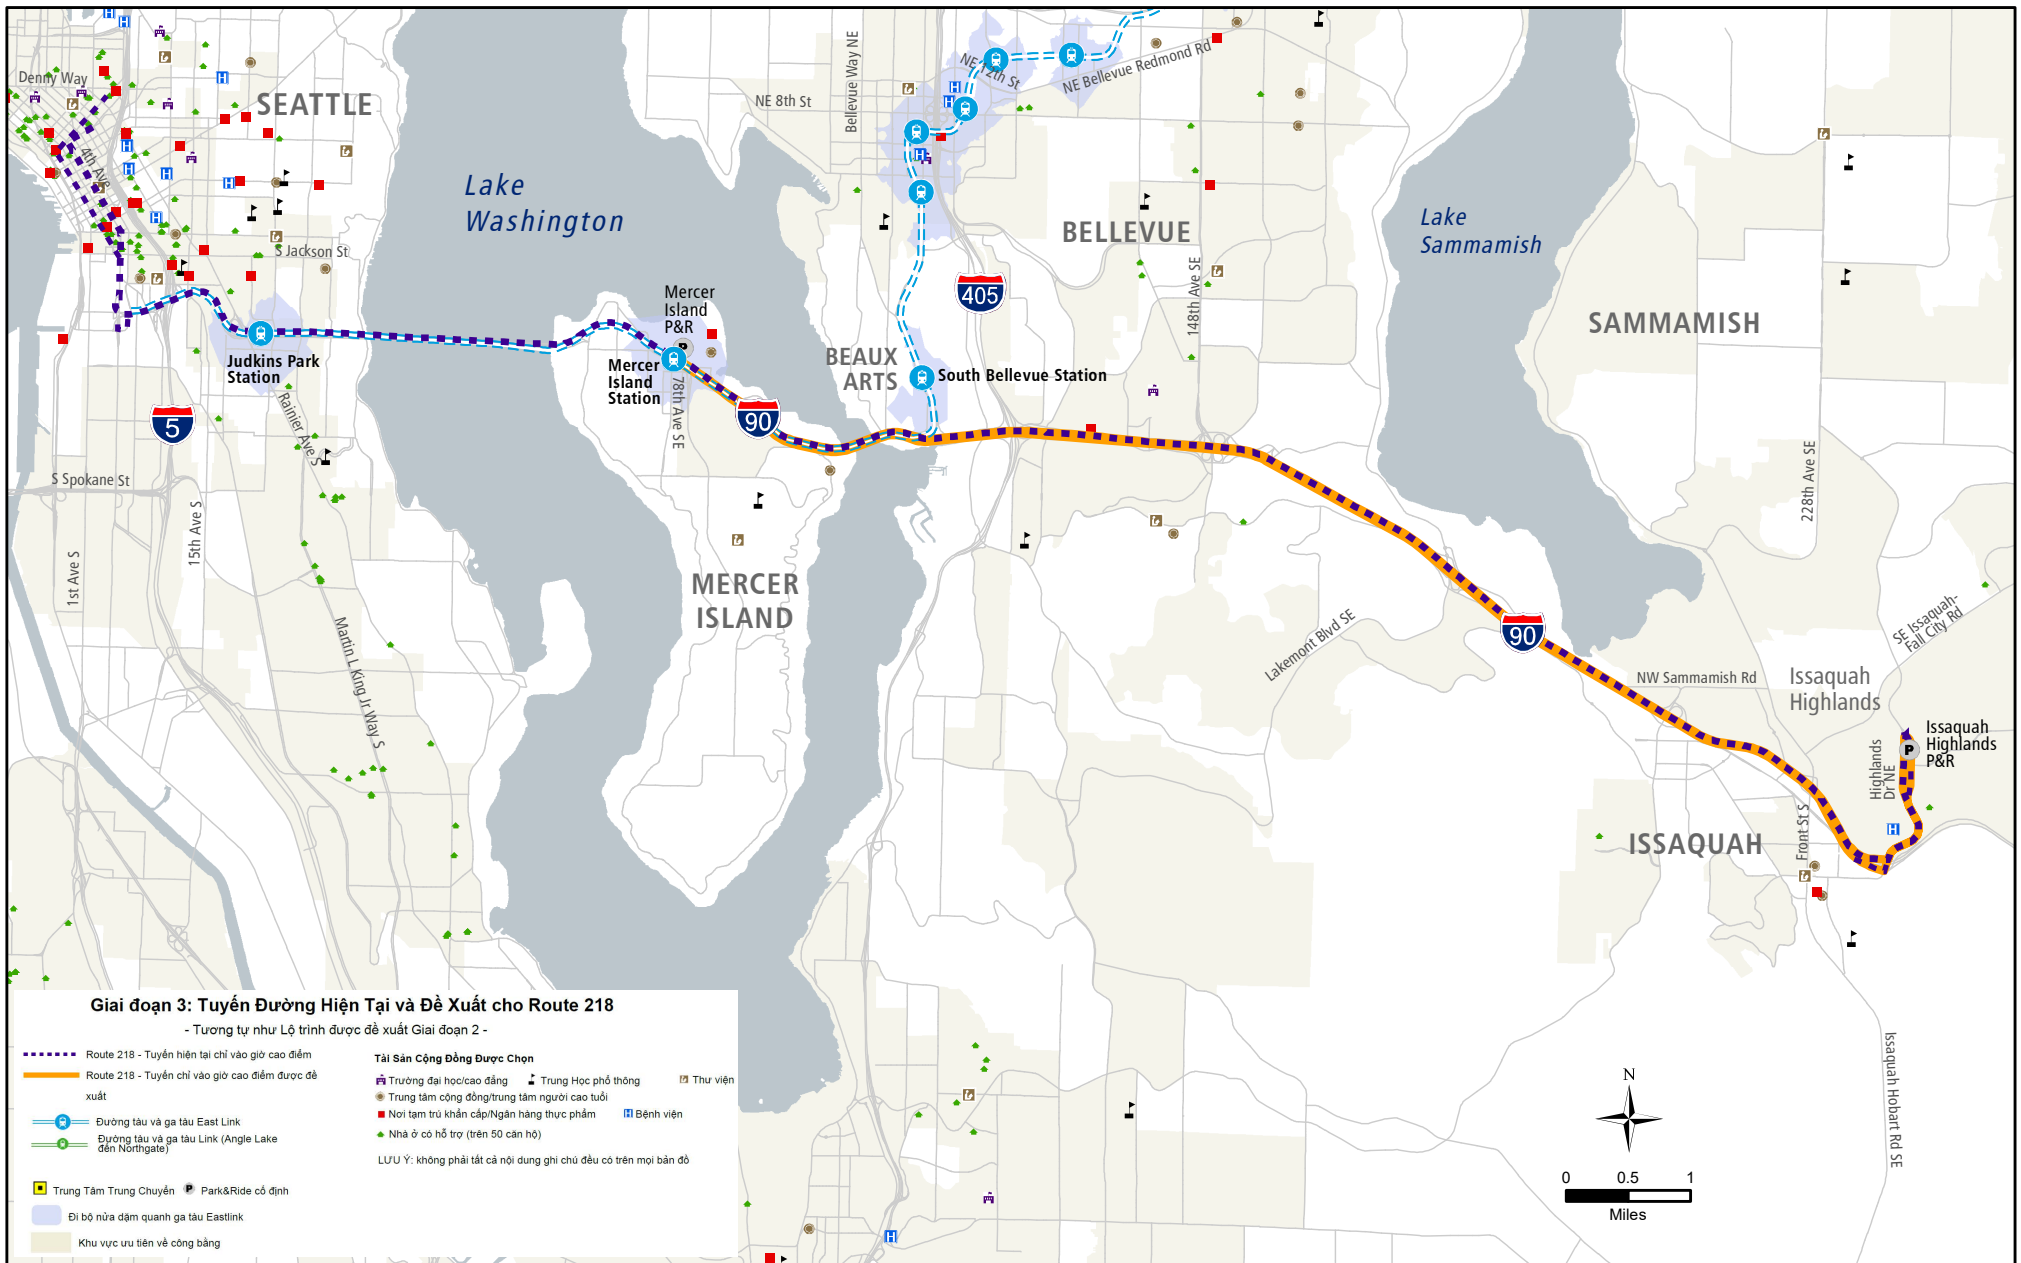 Denny Way
SEATTLE
4th Ave
S Jackson St
Lake
Washington
Bellevue Way NE
NE 8th St
NE 12th St
NE Bellevue Redmond Rd
BELLEVUE
405
148th Ave SE
Lake
Sammamish
SAMMAMISH
228th Ave SE
Judkins Park
Station
5
Rainier Ave S
S Spokane St
15th Ave S
1st Ave S
Martin L King Jr Way S
Mercer
Island
P&R
P
Mercer
Island
Station
78th Ave SE
90
BEAUX
ARTS
South Bellevue Station
MERCER
ISLAND
Lakemont Blvd SE
90
NW Sammamish Rd
SE Issaquah-
Fall City Rd
Issaquah
Highlands
Issaquah
Highlands
P&R
P
Highlands
Dr NE
Front St S
ISSAQUAH
Issaquah Hobart Rd SE
N
0 0.5 1
Miles
Giai đoạn 3: Tuyến Đường Hiện Tại và Đề Xuất cho Route 218
- Tương tự như Lộ trình được đề xuất Giai đoạn 2 -
Route 218 - Tuyến hiện tại chỉ vào giờ cao điểm
Route 218 - Tuyến chỉ vào giờ cao điểm được đề
xuất
Đường tàu và ga tàu East Link
Đường tàu và ga tàu Link (Angle Lake
đến Northgate)
Trung Tâm Trung Chuyển P Park&Ride cố định
Đi bộ nửa dặm quanh ga tàu Eastlink
Khu vực ưu tiên về công bằng
Tài Sản Cộng Đồng Được Chọn
Trường đại học/cao đẳng Trung Học phổ thông Thư viện
Trung tâm cộng đồng/trung tâm người cao tuổi
Nơi tạm trú khẩn cấp/Ngân hàng thực phẩm H Bệnh viện
Nhà ở có hỗ trợ (trên 50 căn hộ)
LƯU Ý: không phải tất cả nội dung ghi chú đều có trên mọi bản đồ